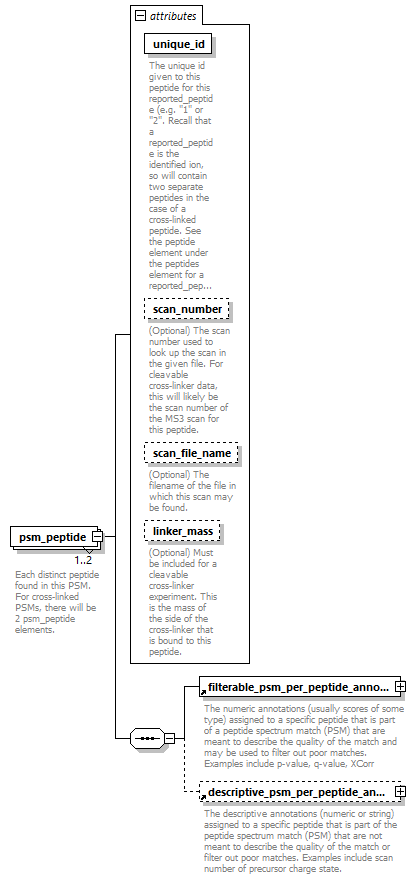 attributes
unique_id
The unique id
given to this
peptide for this
reported_peptid
e (e.g. "1" or
"2". Recall that
a
reported_peptid
e is the
identified ion,
so will contain
two separate
peptides in the
case of a
cross-linked
peptide. See
the peptide
element under
the peptides
element for a
reported_pep...
scan_number
(Optional) The scan
number used to
look up the scan in
the given file. For
cleavable
cross-linker data,
this will likely be
the scan number of
the MS3 scan for
this peptide.
scan_file_name
(Optional) The
filename of the file in
which this scan may
be found.
linker_mass
(Optional) Must
be included for a
cleavable
cross-linker
experiment. This
is the mass of
the side of the
cross-linker that
is bound to this
peptide.
psm_peptide
1..2
Each distinct peptide
found in this PSM.
For cross-linked
PSMs, there will be
2 psm_peptide
elements.
filterable_psm_per_peptide_anno...
The numeric annotations (usually scores of some
type) assigned to a specific peptide that is part
of a peptide spectrum match (PSM) that are
meant to describe the quality of the match and
may be used to filter out poor matches.
Examples include p-value, q-value, XCorr
descriptive_psm_per_peptide_an...
The descriptive annotations (numeric or string)
assigned to a specific peptide that is part of the
peptide spectrum match (PSM) that are not
meant to describe the quality of the match or
filter out poor matches. Examples include scan
number of precursor charge state.